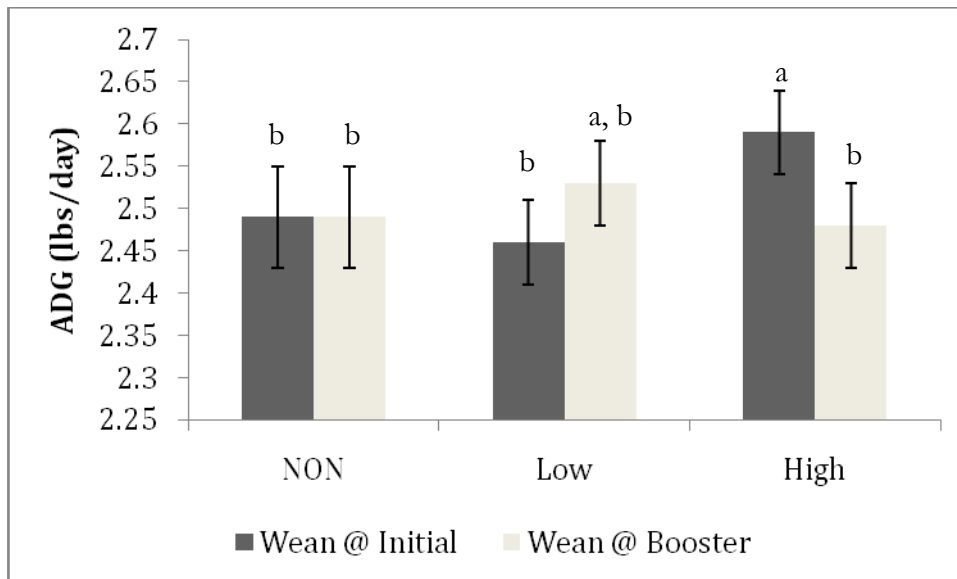 2.7
2.65
2.6
2.55
2.5
2.45
2.4
2.35
2.3
2.25
ADG (lbs/day)
b
b
b
a, b
a
b
NON
Low
High
Wean @ Initial
Wean @ Booster